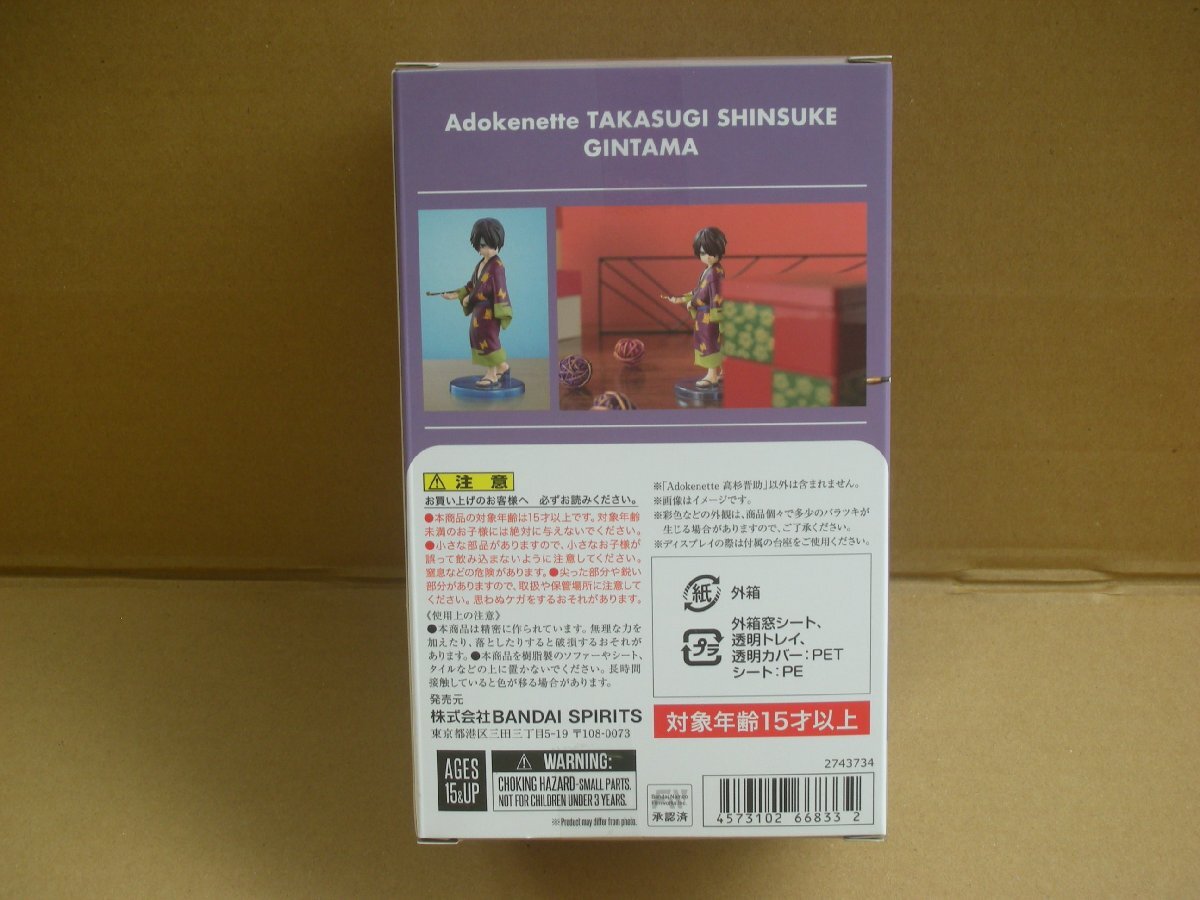 Adokenette TAKASUGI SHINSUKE
GINTAMA
⚠注意
お買い上げのお客様へ 必ずお読みください。
●本商品の対象年齢は15才以上です。対象年齢
未満のお子様には絶対に与えないでください。
●小さな部品がありますので、小さなお子様が
誤って飲み込まないように注意してください。
窒息などの危険があります。●尖った部分や鋭い
部分がありますので、取扱や保管場所に注意して
ください。思わぬケガをするおそれがあります。
《使用上の注意》
●本商品は精密に作られています。無理な力を
加えたり、落としたりすると破損するおそれが
あります。●本商品を樹脂製のソファーやシート、
タイルなどの上に置かないでください。長時間
接触していると色が移る場合があります。
発売元
株式会社BANDAI SPIRITS
東京都港区三田三丁目5-19 〒108-0073
AGES
15&UP
⚠ WARNING:
CHOKING HAZARD-SMALL PARTS.
NOT FOR CHILDREN UNDER 3 YEARS.
※Product may differ from photo.
※「Adokenette 高杉晋助」以外は含まれません。
※画像はイメージです。
※彩色などの外観は、商品個々で多少のバラツキが
生じる場合がありますので、ご了承ください。
※ディスプレイの際は付属の台座をご使用ください。
紙 外箱
プラ
外箱窓シート、
透明トレイ、
透明カバー:PET
シート:PE
対象年齢15才以上
2743734
Bandai Namco
Filmworks Inc.
承認済
4573102 66833 2